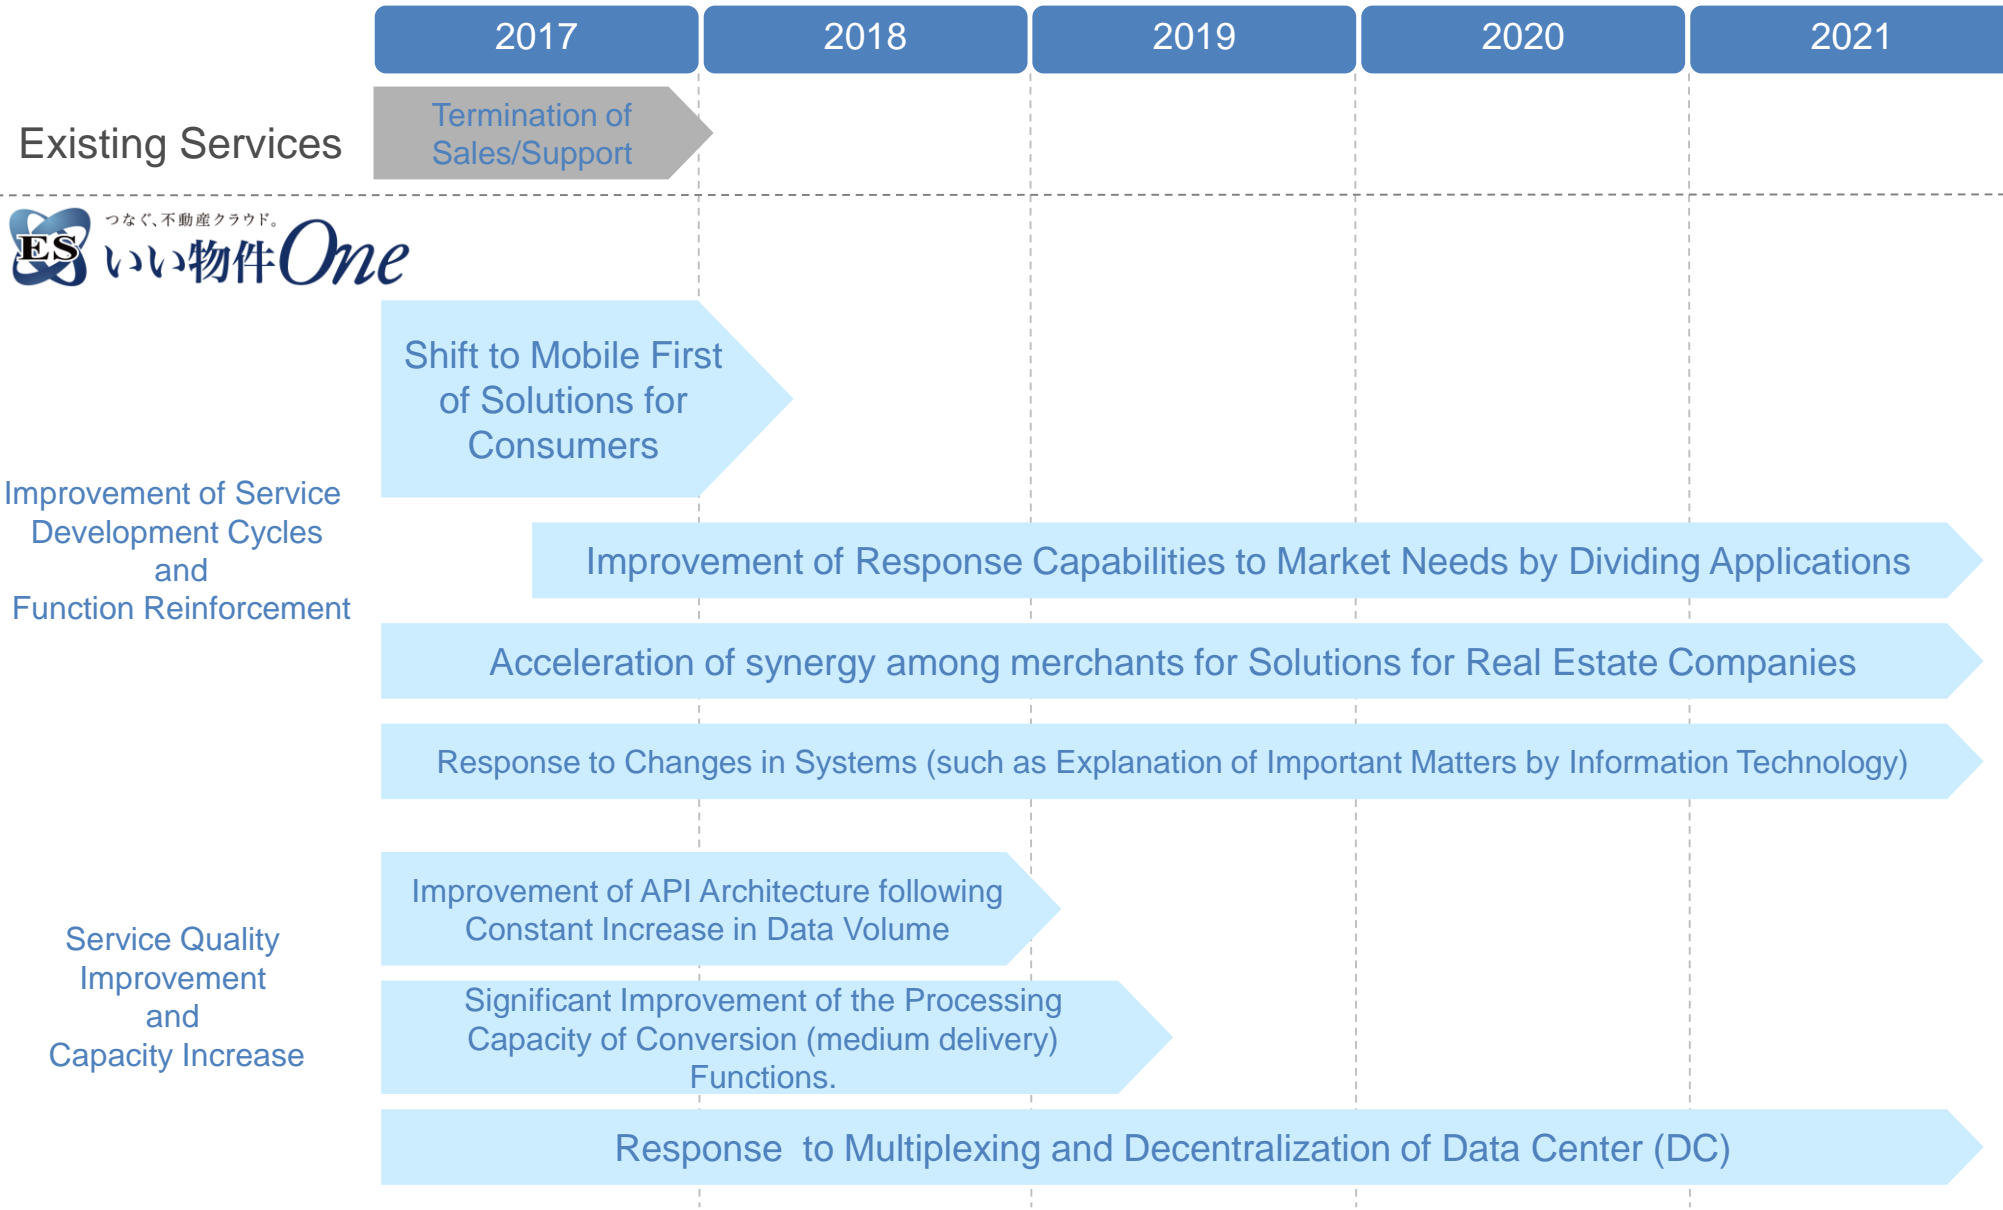 2017 2018 2019 2020 2021
Existing Services
Termination of
Sales/Support
ES
つなぐ、不動産クラウド。
いい物件One
Improvement of Service
Development Cycles
and
Function Reinforcement
Shift to Mobile First
of Solutions for
Consumers
Improvement of Response Capabilities to Market Needs by Dividing Applications
Acceleration of synergy among merchants for Solutions for Real Estate Companies
Response to Changes in Systems (such as Explanation of Important Matters by Information Technology)
Service Quality
Improvement
and
Capacity Increase
Improvement of API Architecture following
Constant Increase in Data Volume
Significant Improvement of the Processing
Capacity of Conversion (medium delivery)
Functions.
Response to Multiplexing and Decentralization of Data Center (DC)